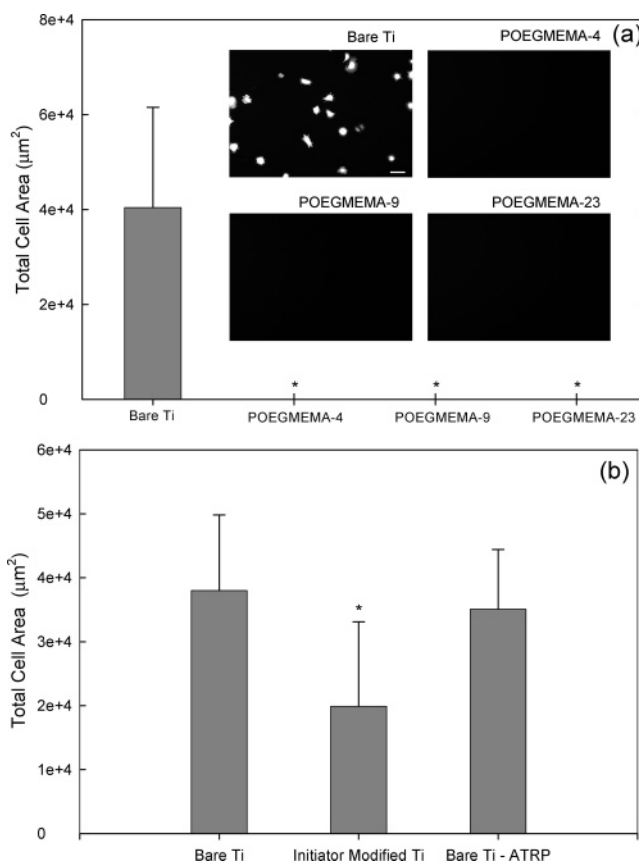 (a)
Bare Ti POEGMEMA-4
POEGMEMA-9 POEGMEMA-23
Total Cell Area (μm²)
8e+4
6e+4
4e+4
2e+4
0
* * *
Bare Ti POEGMEMA-4 POEGMEMA-9 POEGMEMA-23
(b)
Total Cell Area (μm²)
6e+4
5e+4
4e+4
3e+4
2e+4
1e+4
0
*
Bare Ti Initiator Modified Ti Bare Ti - ATRP